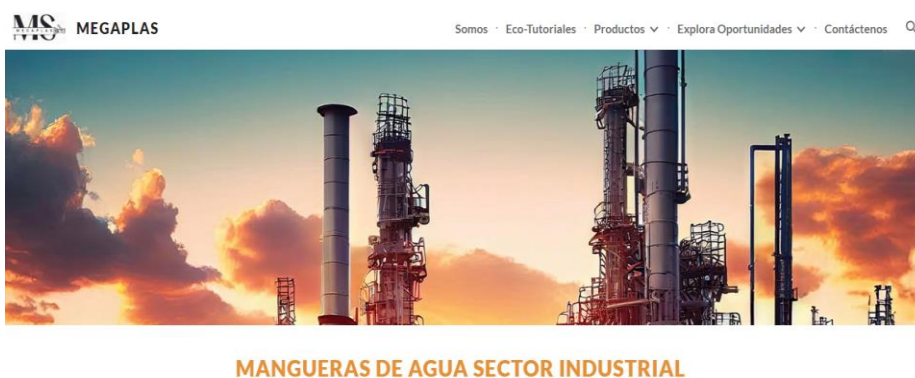 MS MEGAPLAS
Somos · Eco-Tutoriales · Productos · Explora Oportunidades · Contáctenos
MANGUERAS DE AGUA SECTOR INDUSTRIAL